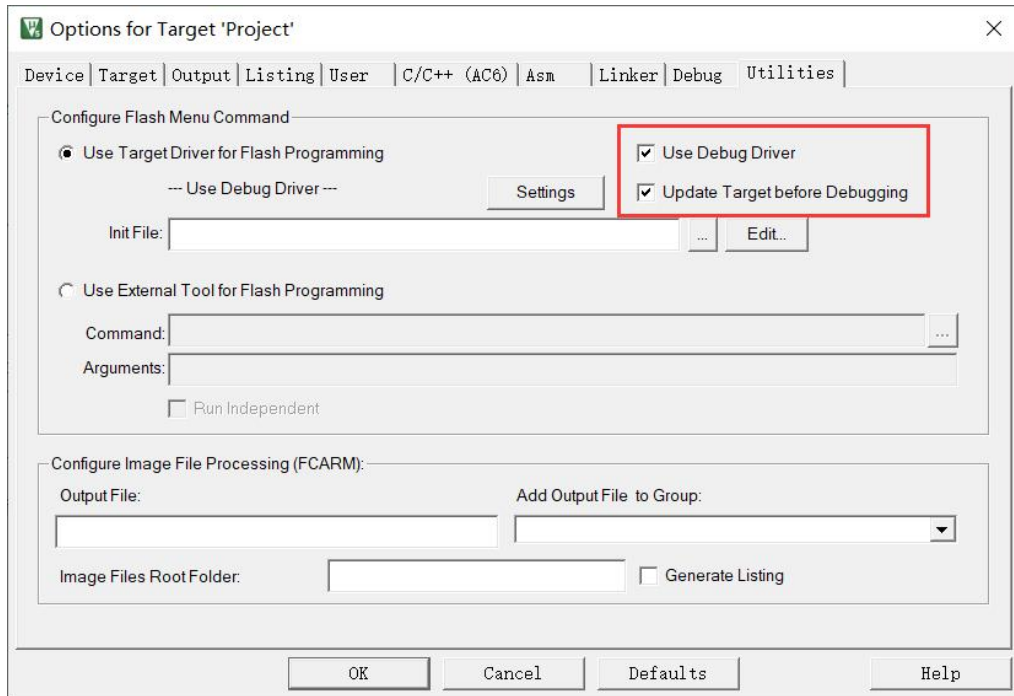 Options for Target 'Project'
Device Target Output Listing User C/C++ (AC6) Asm Linker Debug Utilities
Configure Flash Menu Command
Use Target Driver for Flash Programming Use Debug Driver
--- Use Debug Driver --- Settings Update Target before Debugging
Init File: ... Edit...
Use External Tool for Flash Programming
Command: ...
Arguments:
Run Independent
Configure Image File Processing (FCARM):
Output File: Add Output File to Group:
Image Files Root Folder: Generate Listing
OK Cancel Defaults Help